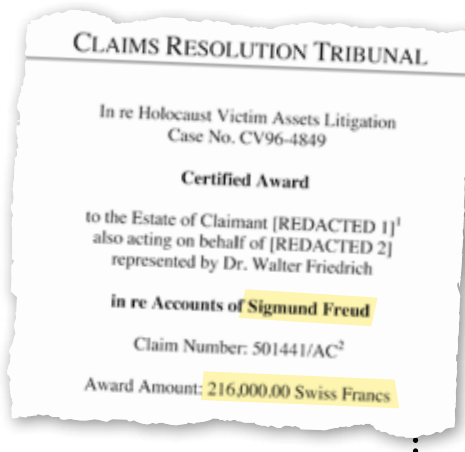 CLAIMS RESOLUTION TRIBUNAL
In re Holocaust Victim Assets Litigation
Case No. CV96-4849
Certified Award
to the Estate of Claimant [REDACTED 1]¹
also acting on behalf of [REDACTED 2]
represented by Dr. Walter Friedrich
in re Accounts of Sigmund Freud
Claim Number: 501441/AC²
Award Amount: 216,000.00 Swiss Francs